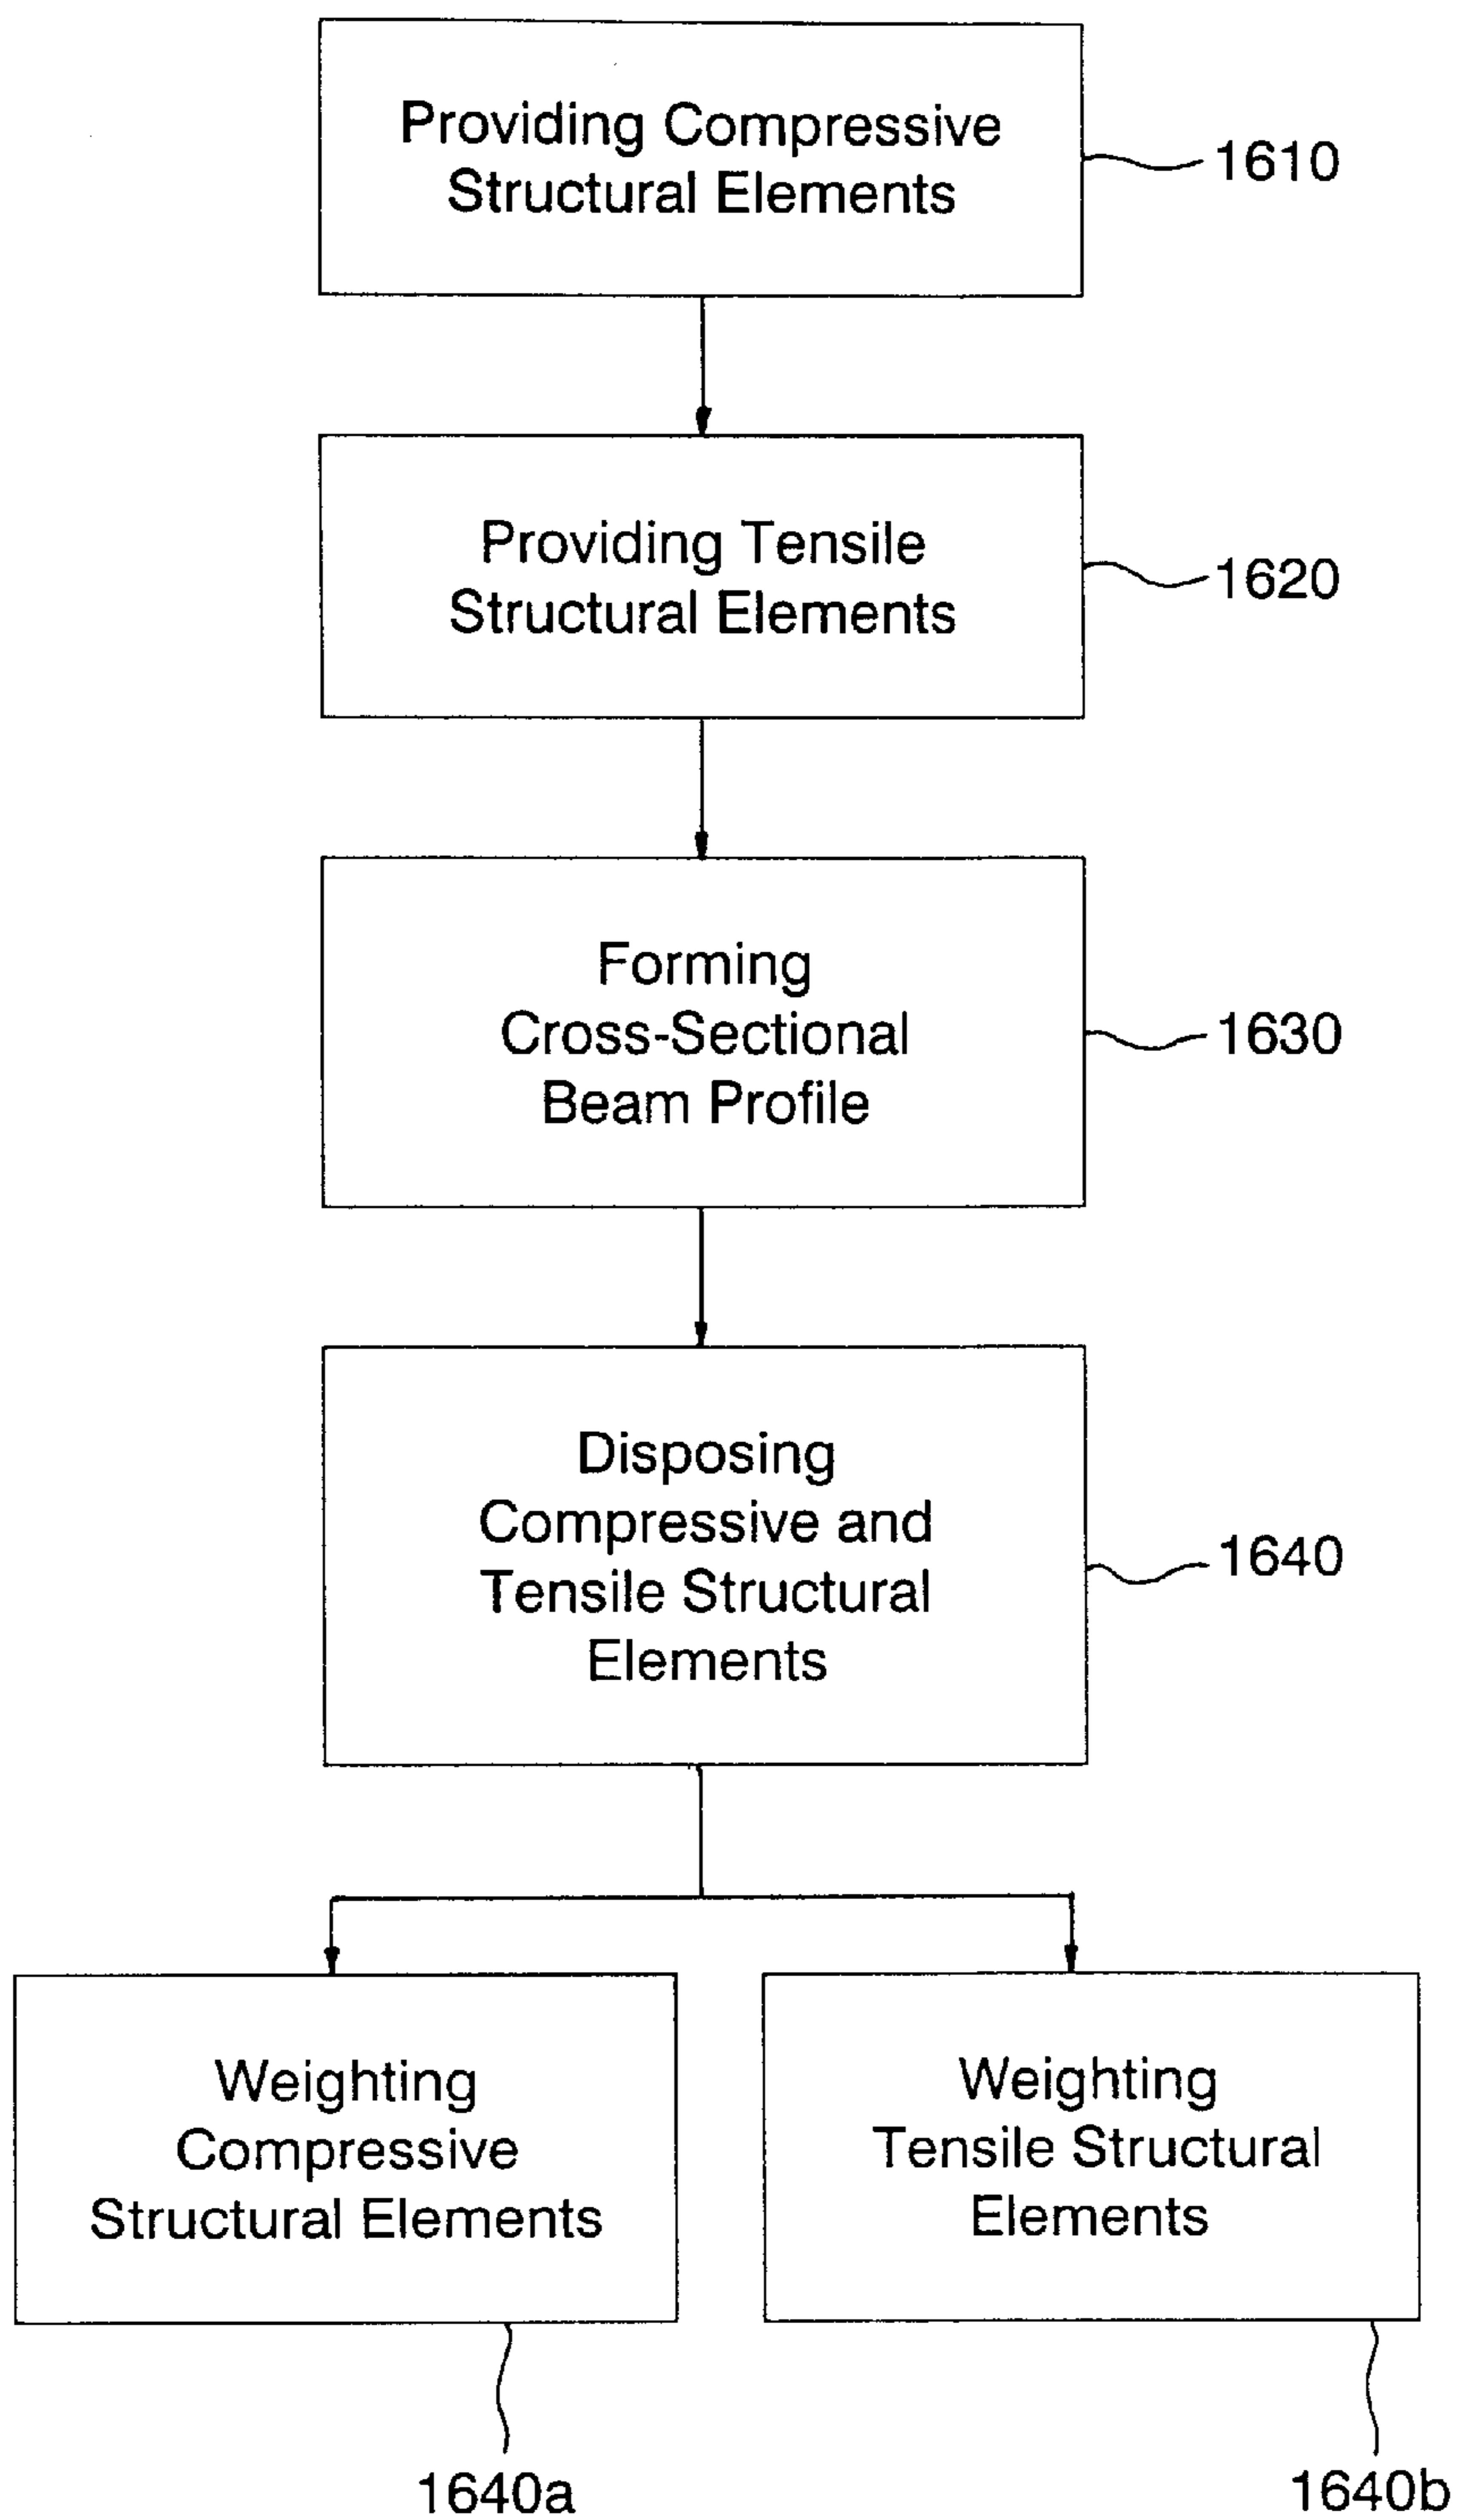 Providing Compressive
Structural Elements
1610
Providing Tensile
Structural Elements
1620
Forming
Cross-Sectional
Beam Profile
1630
Disposing
Compressive and
Tensile Structural
Elements
1640
Weighting
Compressive
Structural Elements
Weighting
Tensile Structural
Elements
1640a
1640b